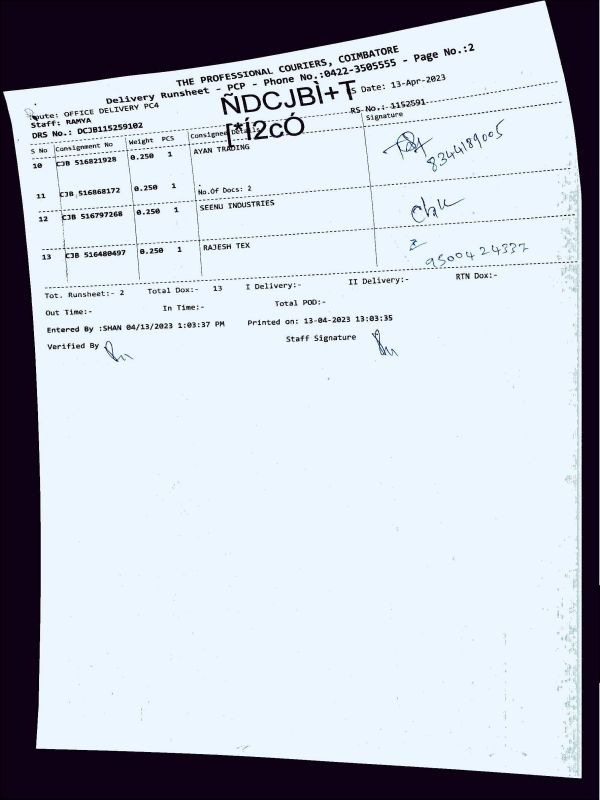 THE PROFESSIONAL COURIERS, COIMBATORE
Delivery Runsheet - PCP - Phone No.:0422-3505555 - Page No.:2
Route: OFFICE DELIVERY PC4
ÑDCJBÌ+T
S Date: 13-Apr-2023
Staff: RAMYA
DRS No.: DCJB115259102
[*Í2cÓ
RS No.: 1152591
S No Consignment No Weight PCS Consignee Details Signature
10 CJB 516821928 0.250 1 AYAN TRADING
8344189005
11 CJB 516868172 0.250 1
No.Of Docs: 2
12 CJB 516797268 0.250 1 SEENU INDUSTRIES
13 CJB 516480497 0.250 1 RAJESH TEX
9500424337
Tot. Runsheet:- 2 Total Dox:- 13 I Delivery:- II Delivery:- RTN Dox:-
Out Time:- In Time:- Total POD:-
Entered By :SHAN 04/13/2023 1:03:37 PM Printed on: 13-04-2023 13:03:35
Verified By Staff Signature